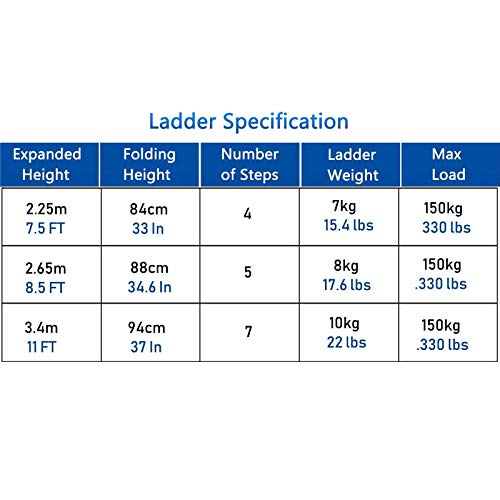 Ladder Specification
Expanded Height Folding Height Number of Steps Ladder Weight Max Load
2.25m 84cm 4 7kg 150kg
7.5 FT 33 In 15.4 lbs 330 lbs
2.65m 88cm 5 8kg 150kg
8.5 FT 34.6 In 17.6 lbs .330 lbs
3.4m 94cm 7 10kg 150kg
11 FT 37 In 22 lbs .330 lbs